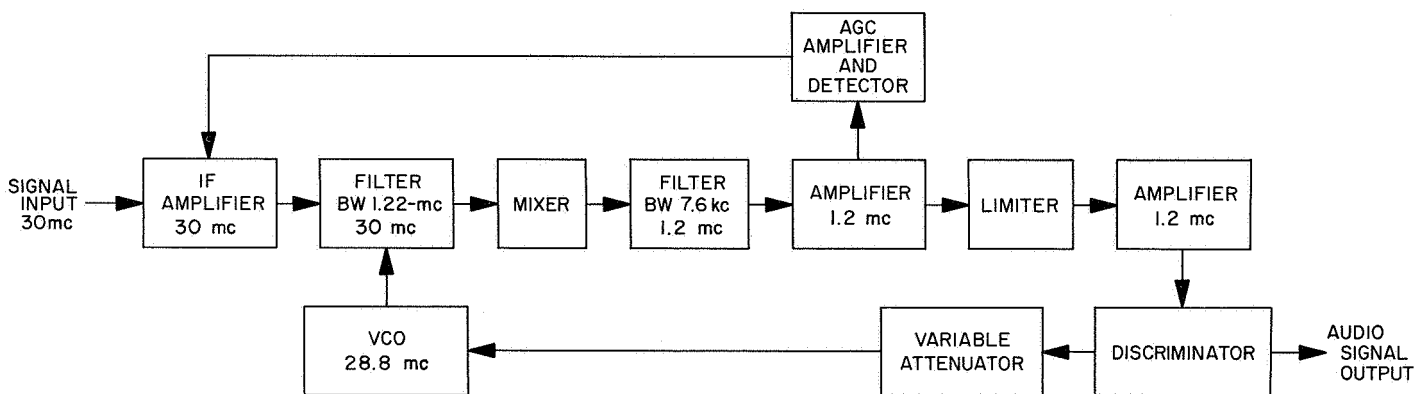 AGC
AMPLIFIER
AND
DETECTOR
SIGNAL
INPUT
30mc
IF
AMPLIFIER
30 mc
FILTER
BW 1.22-mc
30 mc
MIXER
FILTER
BW 7.6 kc
1.2 mc
AMPLIFIER
1.2 mc
LIMITER
AMPLIFIER
1.2 mc
VCO
28.8 mc
VARIABLE
ATTENUATOR
DISCRIMINATOR
AUDIO
SIGNAL
OUTPUT